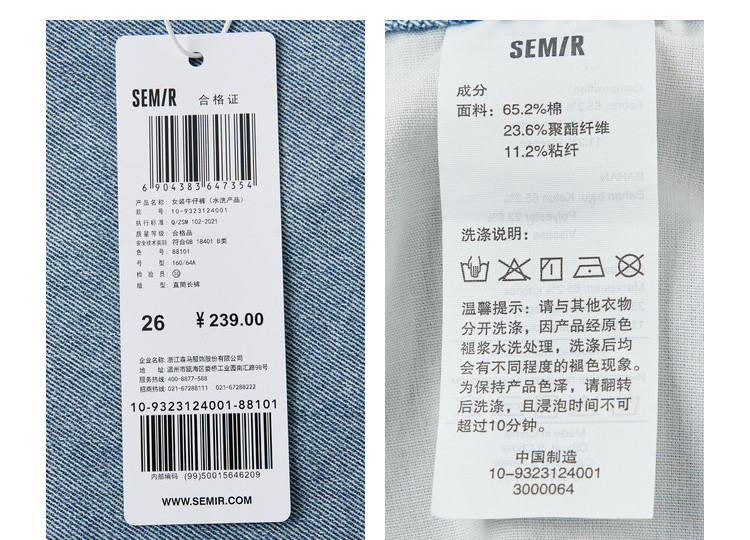 SEMIR 合格证
6 904383 647354
产品名称: 女装牛仔裤（水洗产品）
款 号: 10-9323124001
执行标准: Q/ZSM 102-2021
质量等级: 合格品
安全技术类别: 符合GB 18401 B类
色 号: 88101
号 型: 160/64A
检 验 员
版 型: 直筒长裤
26 ¥ 239.00
企业名称: 浙江森马服饰股份有限公司
地 址: 温州市瓯海区娄桥工业园南汇路98号
服务热线: 400-8877-588
招商热线: 021-67288111 021-67288222
10-9323124001-88101
内部编码 (99)50015646209
WWW.SEMIR.COM
SEMIR
成分
面料: 65.2%棉
23.6%聚酯纤维
11.2%粘纤
洗涤说明:
温馨提示: 请与其他衣物
分开洗涤, 因产品经原色
褪浆水洗处理, 洗涤后均
会有不同程度的褪色现象。
为保持产品色泽, 请翻转
后洗涤, 且浸泡时间不可
超过10分钟。
中国制造
10-9323124001
3000064